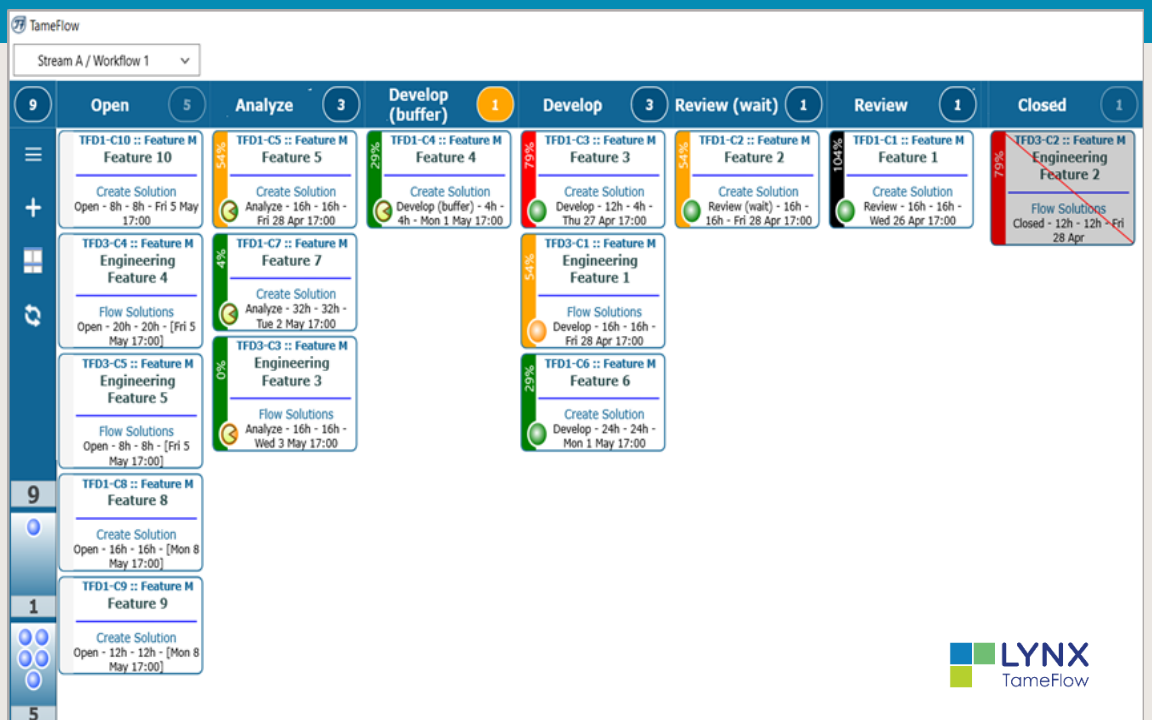 TameFlow
Stream A / Workflow 1
9
Open
5
Analyze
3
Develop
(buffer)
1
Develop
3
Review (wait)
1
Review
1
Closed
1
TFD1-C10 :: Feature M
Feature 10
Create Solution
Open - 8h - 8h - Fri 5 May
17:00
TFD3-C4 :: Feature M
Engineering
Feature 4
Flow Solutions
Open - 20h - 20h - [Fri 5
May 17:00]
TFD3-C5 :: Feature M
Engineering
Feature 5
Flow Solutions
Open - 8h - 8h - [Fri 5
May 17:00]
TFD1-C8 :: Feature M
Feature 8
Create Solution
Open - 16h - 16h - [Mon 8
May 17:00]
TFD1-C9 :: Feature M
Feature 9
Create Solution
Open - 12h - 12h - [Mon 8
May 17:00]
54%
TFD1-C5 :: Feature M
Feature 5
Create Solution
Analyze - 16h - 16h -
Fri 28 Apr 17:00
4%
TFD1-C7 :: Feature M
Feature 7
Create Solution
Analyze - 32h - 32h -
Tue 2 May 17:00
0%
TFD3-C3 :: Feature M
Engineering
Feature 3
Flow Solutions
Analyze - 16h - 16h -
Wed 3 May 17:00
29%
TFD1-C4 :: Feature M
Feature 4
Create Solution
Develop (buffer) - 4h -
4h - Mon 1 May 17:00
79%
TFD1-C3 :: Feature M
Feature 3
Create Solution
Develop - 12h - 4h -
Thu 27 Apr 17:00
54%
TFD3-C1 :: Feature M
Engineering
Feature 1
Flow Solutions
Develop - 16h - 16h -
Fri 28 Apr 17:00
29%
TFD1-C6 :: Feature M
Feature 6
Create Solution
Develop - 24h - 24h -
Mon 1 May 17:00
54%
TFD1-C2 :: Feature M
Feature 2
Create Solution
Review (wait) - 16h -
16h - Fri 28 Apr 17:00
104%
TFD1-C1 :: Feature M
Feature 1
Create Solution
Review - 16h - 16h -
Wed 26 Apr 17:00
79%
TFD3-C2 :: Feature M
Engineering
Feature 2
Flow Solutions
Closed - 12h - 12h - Fri
28 Apr
9
1
5
LYNX
TameFlow